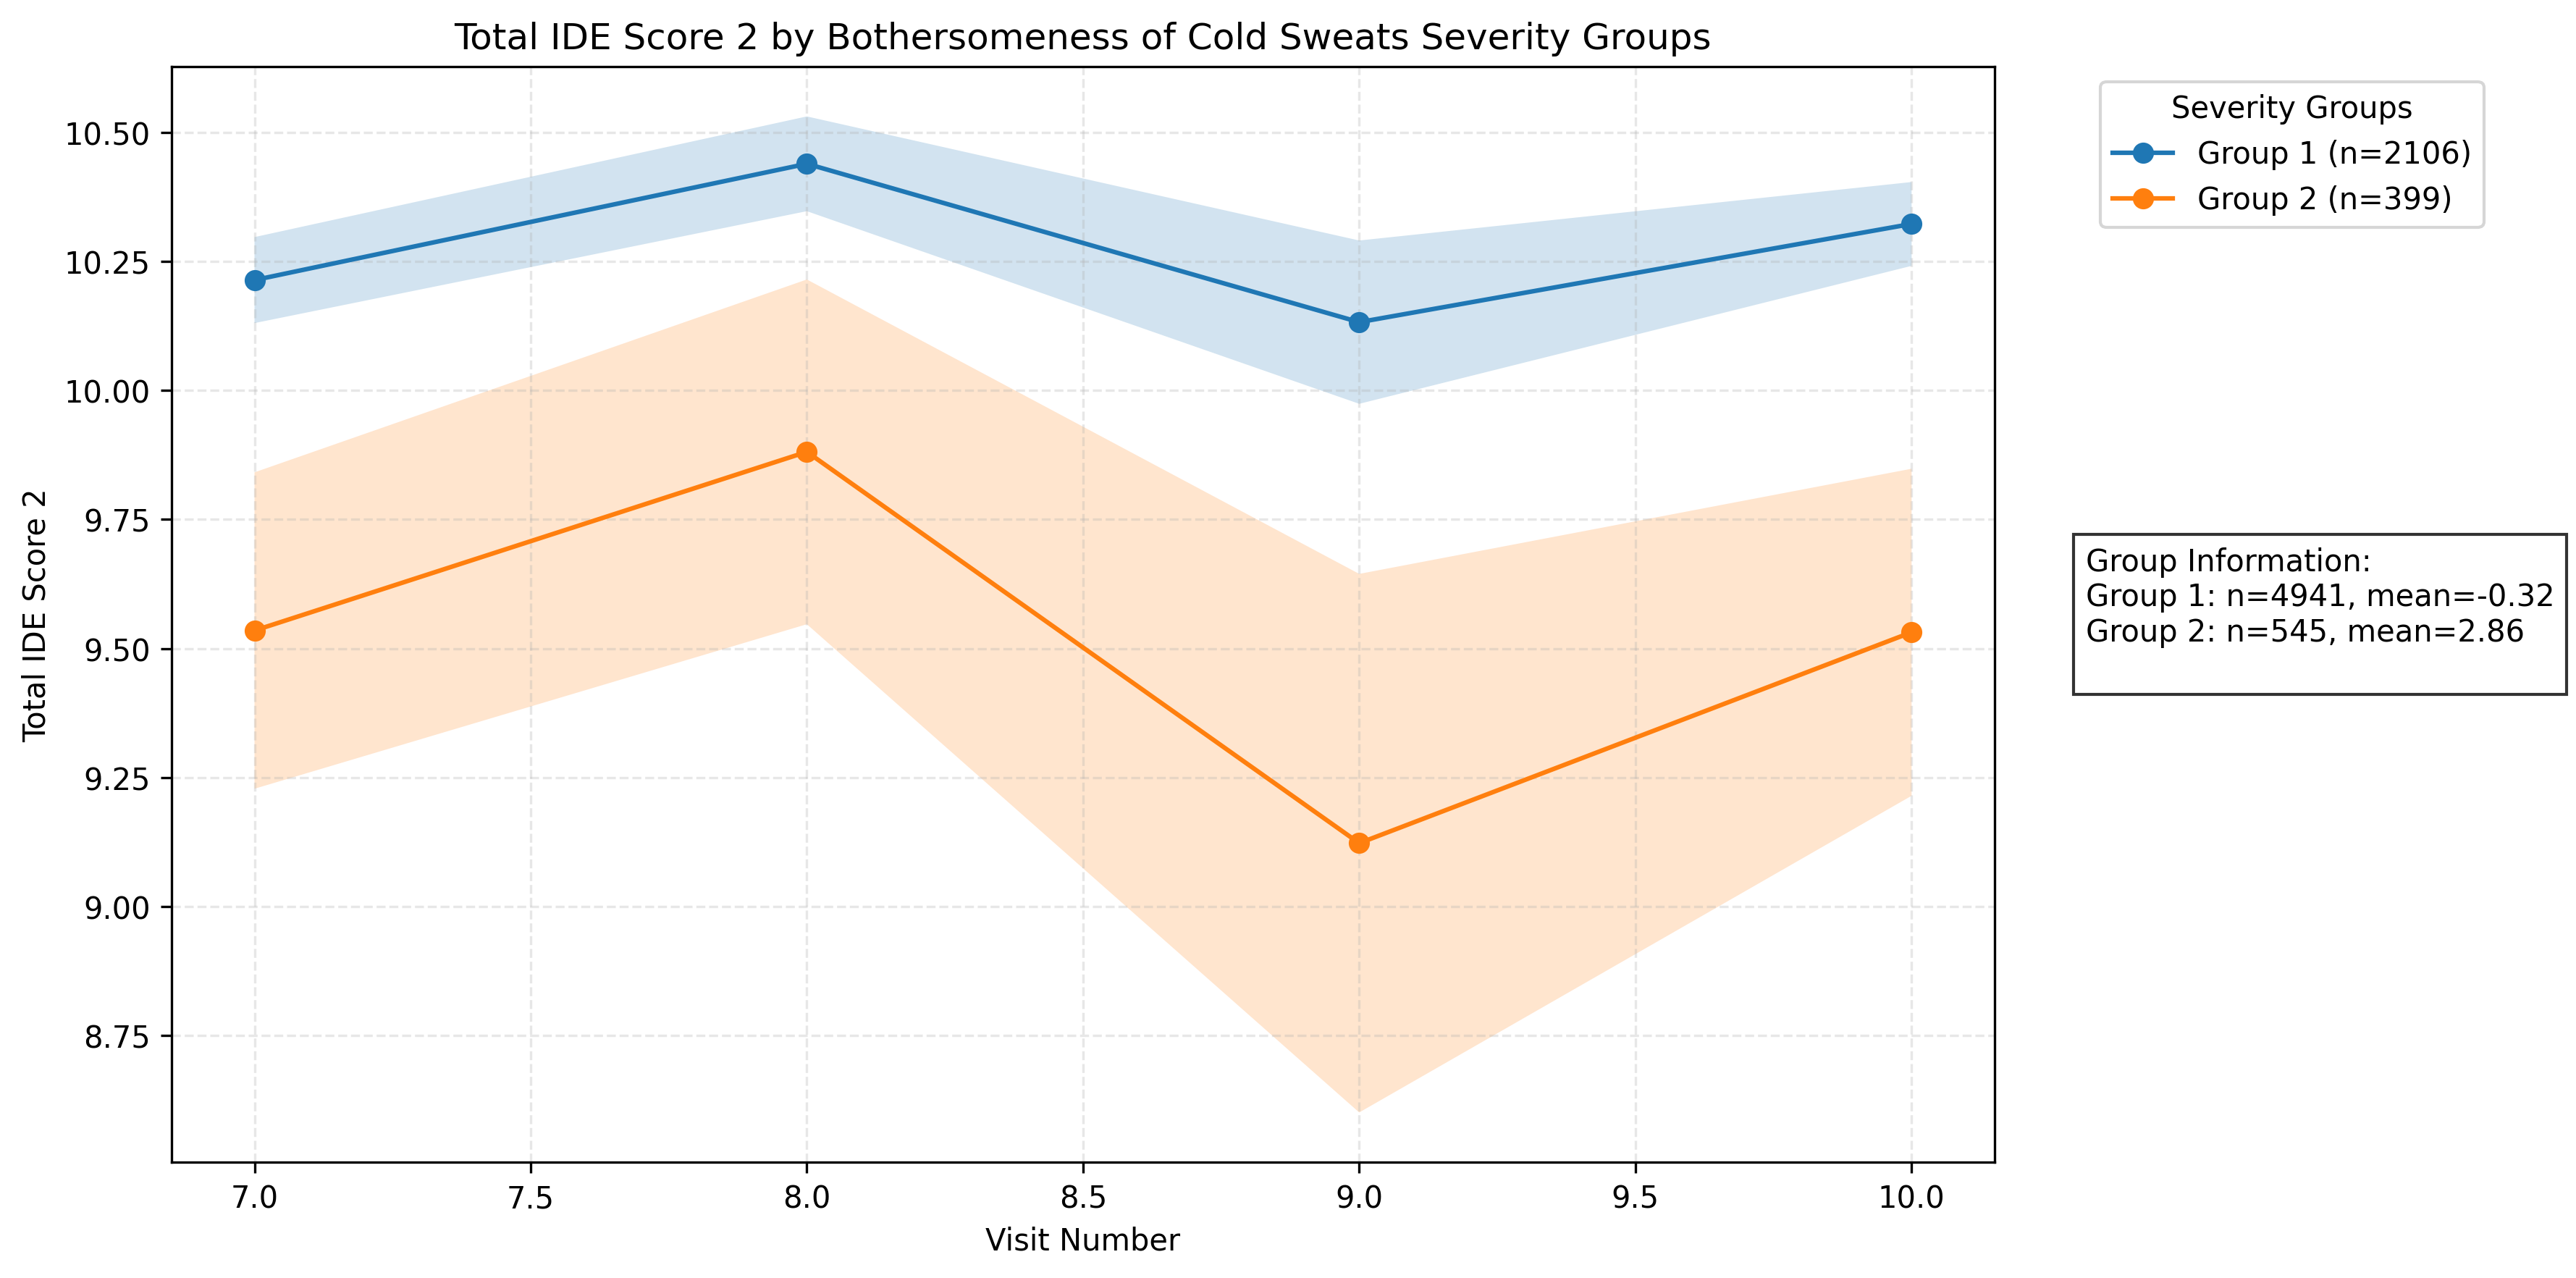 Total IDE Score 2 by Bothersomeness of Cold Sweats Severity Groups
Total IDE Score 2
10.50
10.25
10.00
9.75
9.50
9.25
9.00
8.75
7.0
7.5
8.0
8.5
9.0
9.5
10.0
Visit Number
Severity Groups
Group 1 (n=2106)
Group 2 (n=399)
Group Information:
Group 1: n=4941, mean=-0.32
Group 2: n=545, mean=2.86